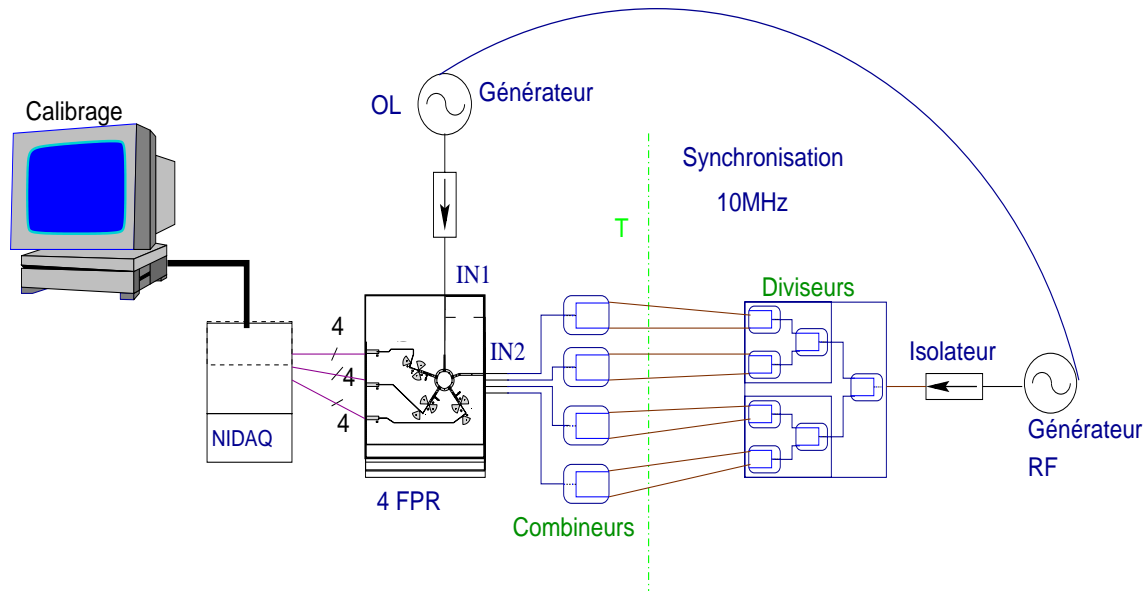 Calibrage
OL
Générateur
Synchronisation
10MHz
T
IN1
IN2
Diviseurs
Isolateur
Générateur
RF
4
4
4
NIDAQ
4 FPR
Combineurs